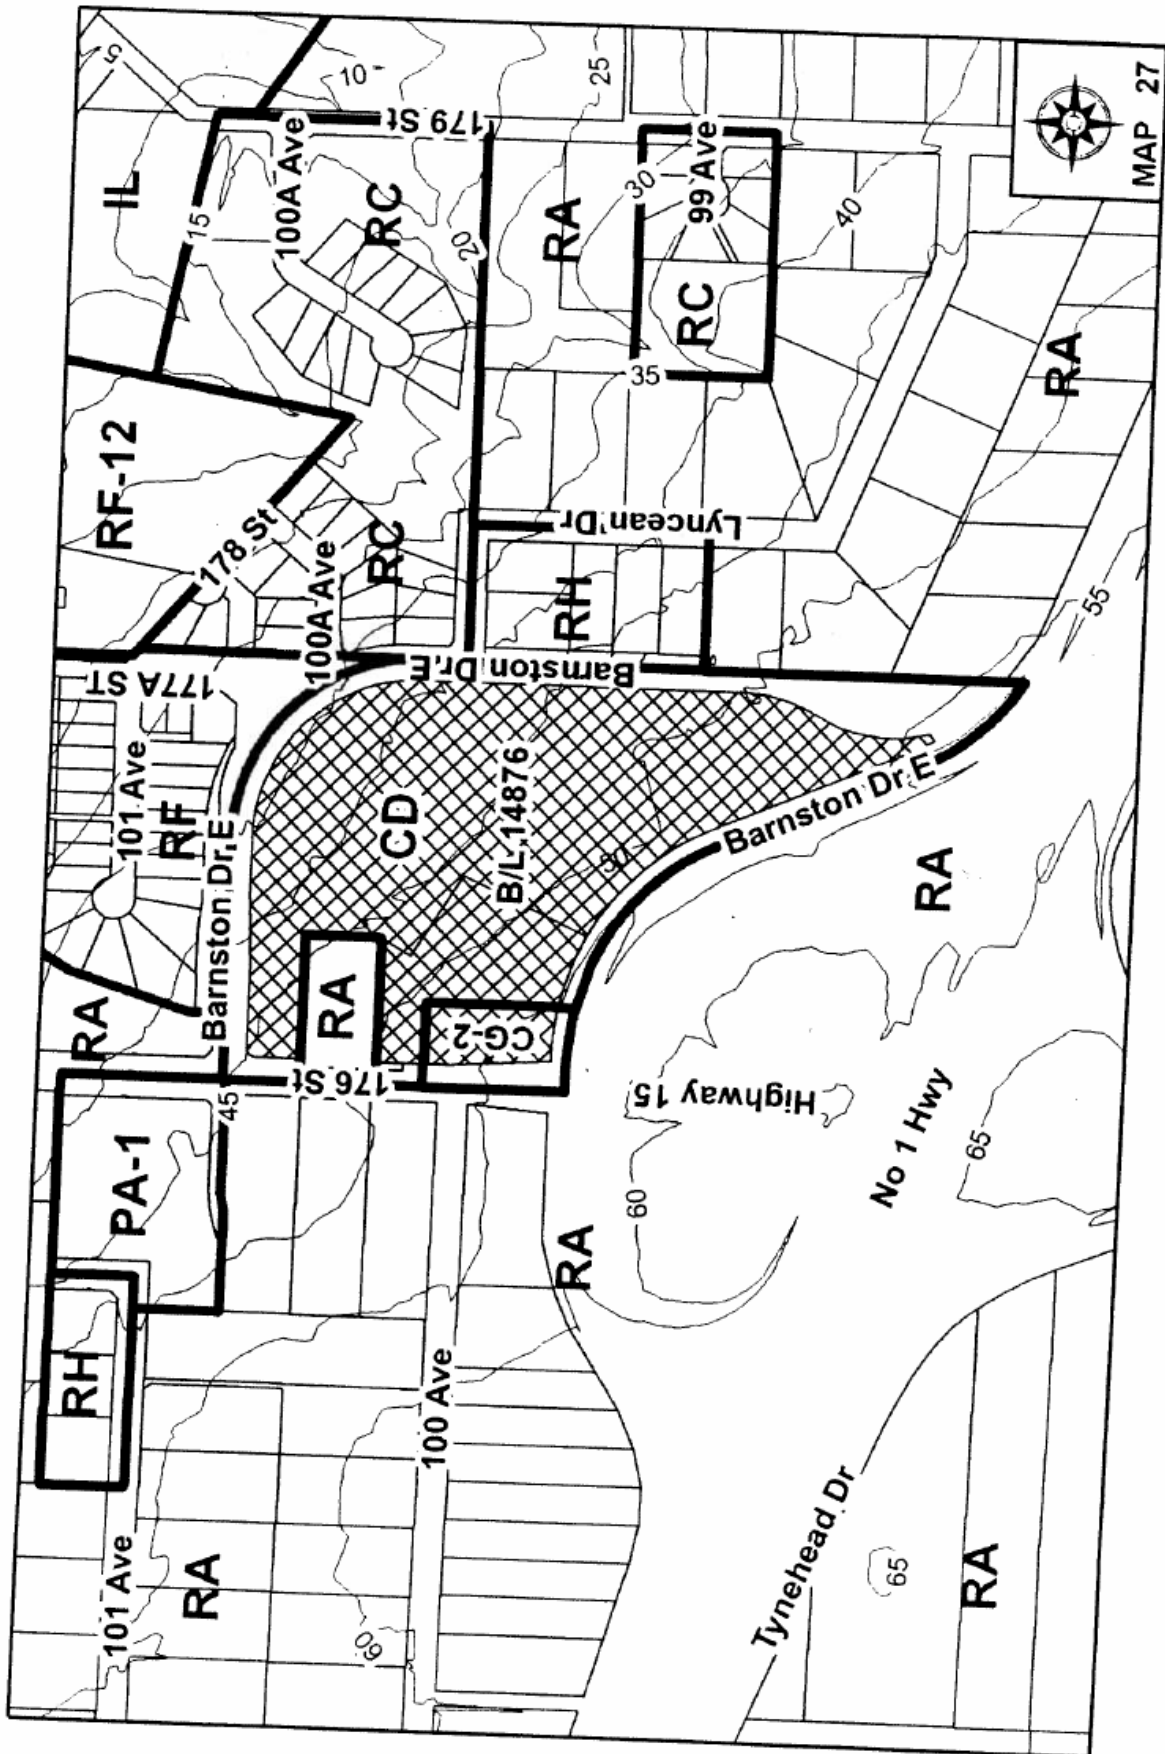 5
10
25
IL
15
100A Ave
179 St
RC
20
RA
30
99 Ave
40
RC
35
RA
MAP 27
RF-12
178 St
100A Ave
RC
Lyncean Dr
RH
55
177A ST
Barnston Dr.E
101 Ave
RF
Barnston Dr.E
CD
B/L.14876
50
Barnston Dr.E
RA
RA
RA
CG-2
176 St
45
PA-1
Highway 15
No 1 Hwy
65
60
RA
RH
100 Ave
101 Ave
RA
60
Tynehead Dr
65
RA